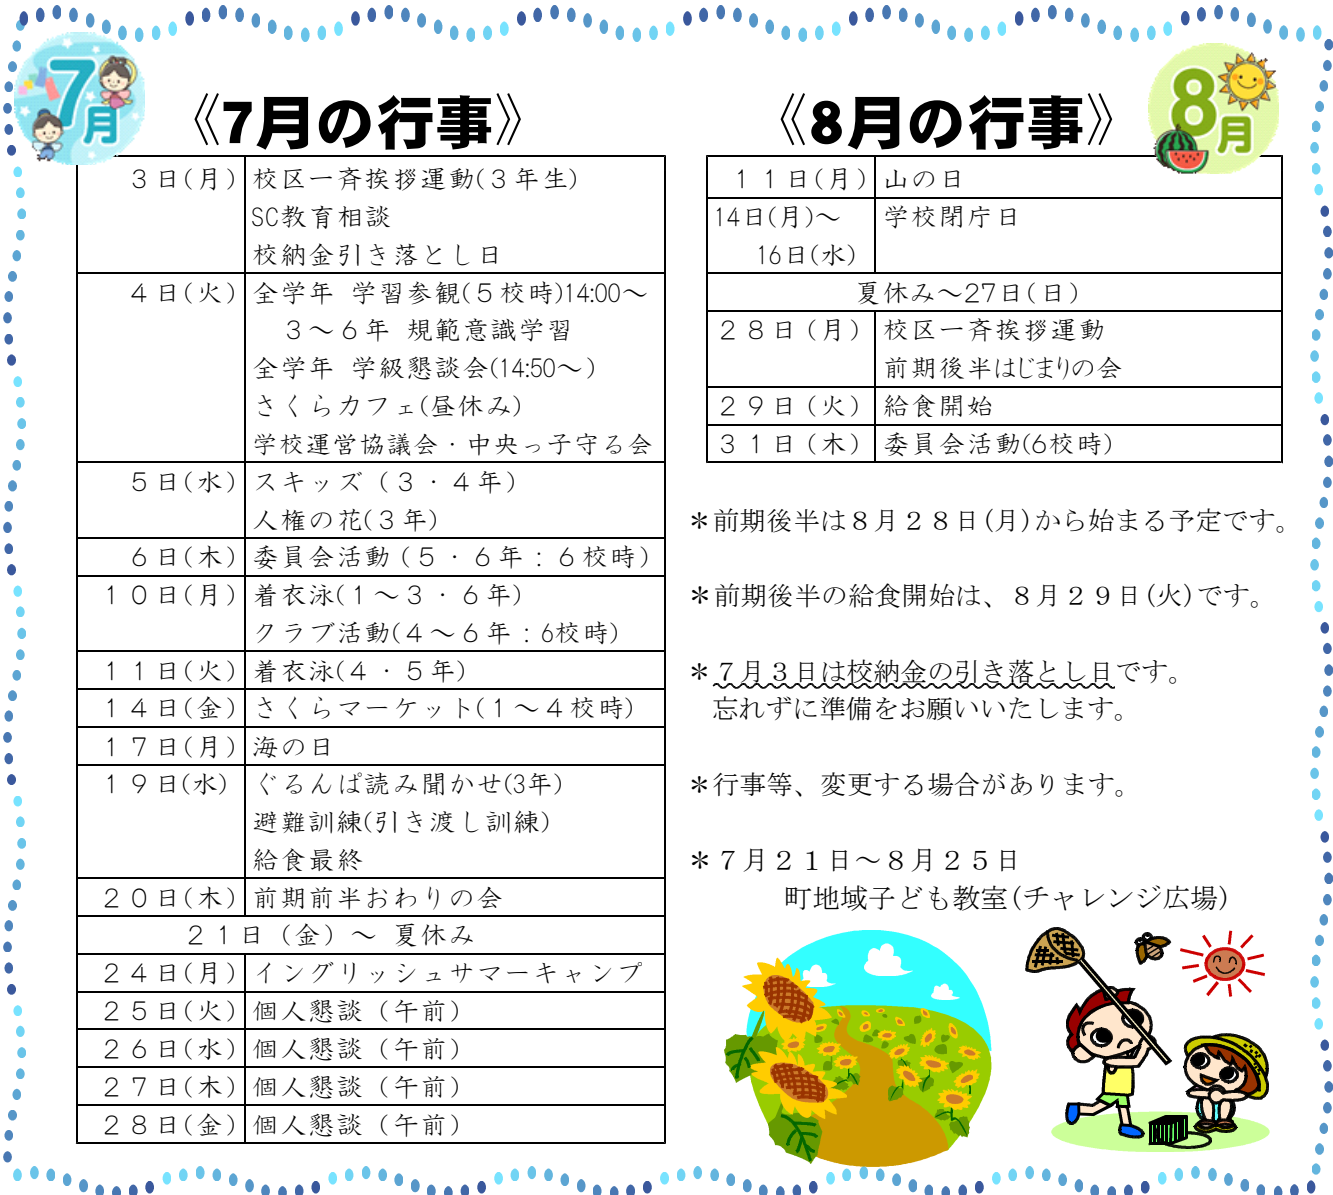 7月
《7月の行事》
３日(月) 校区一斉挨拶運動(３年生)
SC教育相談
校納金引き落とし日
４日(火) 全学年 学習参観(５校時)14:00～
３～６年 規範意識学習
全学年 学級懇談会(14:50～)
さくらカフェ(昼休み)
学校運営協議会・中央っ子守る会
５日(水) スキッズ（３・４年）
人権の花(３年)
６日(木) 委員会活動（５・６年：６校時）
１０日(月) 着衣泳(１～３・６年)
クラブ活動(４～６年：6校時)
１１日(火) 着衣泳(４・５年)
１４日(金) さくらマーケット(１～４校時)
１７日(月) 海の日
１９日(水) ぐるんぱ読み聞かせ(3年)
避難訓練(引き渡し訓練)
給食最終
２０日(木) 前期前半おわりの会
２１日（金）～ 夏休み
２４日(月) イングリッシュサマーキャンプ
２５日(火) 個人懇談（午前）
２６日(水) 個人懇談（午前）
２７日(木) 個人懇談（午前）
２８日(金) 個人懇談（午前）
8月
《8月の行事》
１１日(月) 山の日
14日(月)～ 学校閉庁日
16日(水)
夏休み～27日(日)
２８日（月） 校区一斉挨拶運動
前期後半はじまりの会
２９日（火） 給食開始
３１日（木） 委員会活動(6校時)
＊前期後半は８月２８日(月)から始まる予定です。
＊前期後半の給食開始は、８月２９日(火)です。
＊７月３日は校納金の引き落とし日です。
忘れずに準備をお願いいたします。
＊行事等、変更する場合があります。
＊７月２１日～８月２５日
町地域子ども教室(チャレンジ広場)